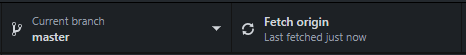 Current branch
master
Fetch origin
Last fetched just now